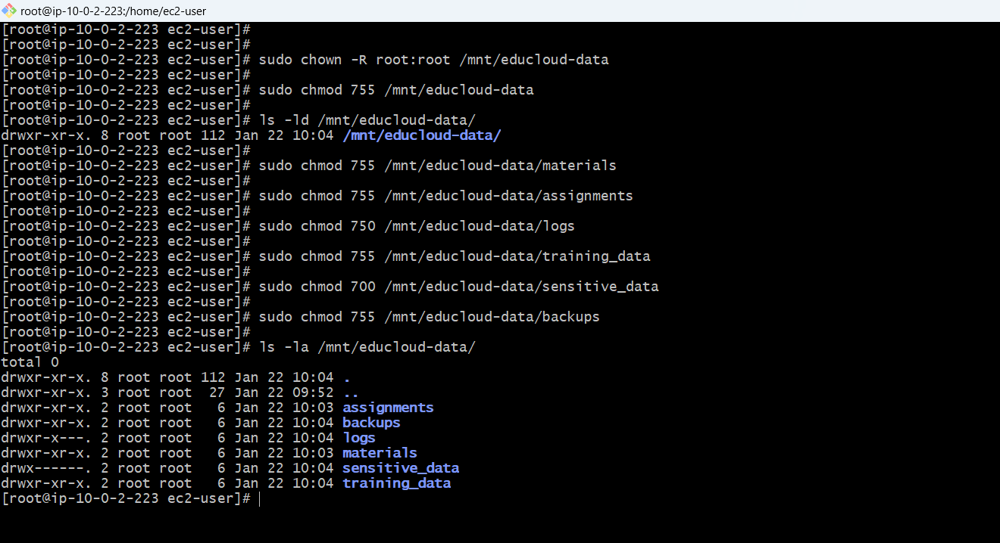 root@ip-10-0-2-223:/home/ec2-user
[root@ip-10-0-2-223 ec2-user]#
[root@ip-10-0-2-223 ec2-user]#
[root@ip-10-0-2-223 ec2-user]# sudo chown -R root:root /mnt/educloud-data
[root@ip-10-0-2-223 ec2-user]#
[root@ip-10-0-2-223 ec2-user]# sudo chmod 755 /mnt/educloud-data
[root@ip-10-0-2-223 ec2-user]#
[root@ip-10-0-2-223 ec2-user]# ls -ld /mnt/educloud-data/
drwxr-xr-x. 8 root root 112 Jan 22 10:04 /mnt/educloud-data/
[root@ip-10-0-2-223 ec2-user]#
[root@ip-10-0-2-223 ec2-user]# sudo chmod 755 /mnt/educloud-data/materials
[root@ip-10-0-2-223 ec2-user]#
[root@ip-10-0-2-223 ec2-user]# sudo chmod 755 /mnt/educloud-data/assignments
[root@ip-10-0-2-223 ec2-user]#
[root@ip-10-0-2-223 ec2-user]# sudo chmod 750 /mnt/educloud-data/logs
[root@ip-10-0-2-223 ec2-user]#
[root@ip-10-0-2-223 ec2-user]# sudo chmod 755 /mnt/educloud-data/training_data
[root@ip-10-0-2-223 ec2-user]#
[root@ip-10-0-2-223 ec2-user]# sudo chmod 700 /mnt/educloud-data/sensitive_data
[root@ip-10-0-2-223 ec2-user]#
[root@ip-10-0-2-223 ec2-user]# sudo chmod 755 /mnt/educloud-data/backups
[root@ip-10-0-2-223 ec2-user]#
[root@ip-10-0-2-223 ec2-user]# ls -la /mnt/educloud-data/
total 0
drwxr-xr-x. 8 root root 112 Jan 22 10:04 .
drwxr-xr-x. 3 root root  27 Jan 22 09:52 ..
drwxr-xr-x. 2 root root   6 Jan 22 10:03 assignments
drwxr-xr-x. 2 root root   6 Jan 22 10:04 backups
drwxr-x---. 2 root root   6 Jan 22 10:04 logs
drwxr-xr-x. 2 root root   6 Jan 22 10:03 materials
drwx------. 2 root root   6 Jan 22 10:04 sensitive_data
drwxr-xr-x. 2 root root   6 Jan 22 10:04 training_data
[root@ip-10-0-2-223 ec2-user]#